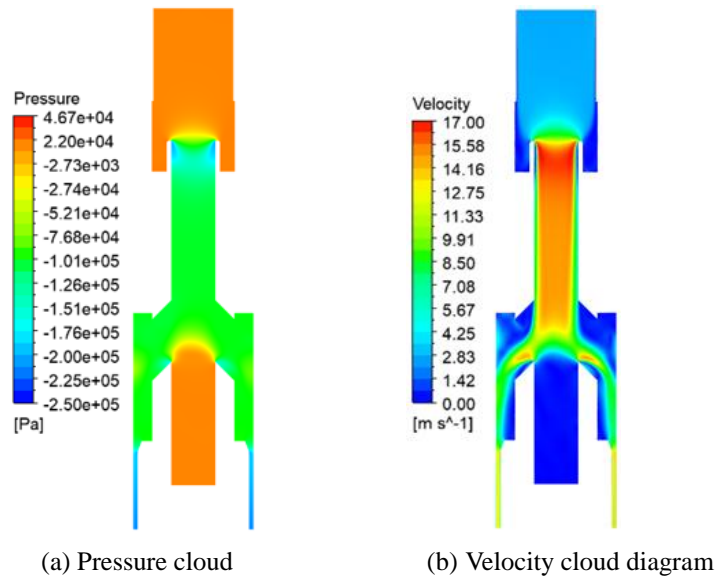 Pressure
4.67e+04
2.20e+04
-2.73e+03
-2.74e+04
-5.21e+04
-7.68e+04
-1.01e+05
-1.26e+05
-1.51e+05
-1.76e+05
-2.00e+05
-2.25e+05
-2.50e+05
[Pa]
Velocity
17.00
15.58
14.16
12.75
11.33
9.91
8.50
7.08
5.67
4.25
2.83
1.42
0.00
[m s^-1]
(a) Pressure cloud
(b) Velocity cloud diagram